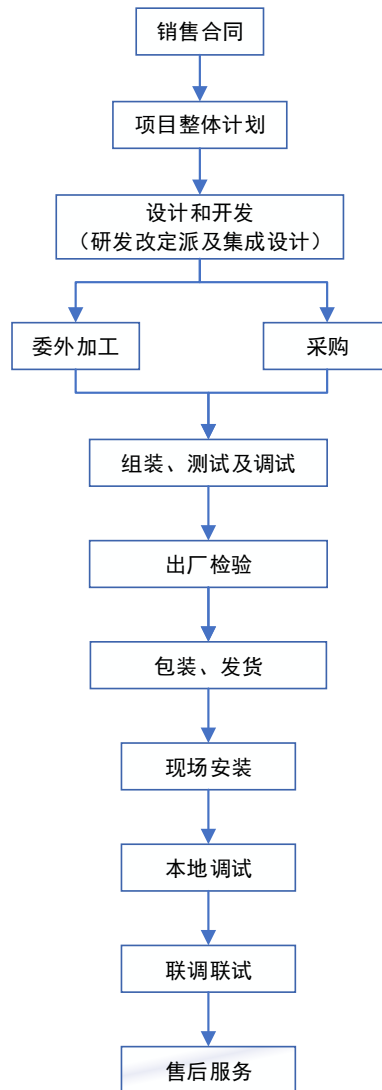 销售合同
项目整体计划
设计和开发
（研发改定派及集成设计）
委外加工
采购
组装、测试及调试
出厂检验
包装、发货
现场安装
本地调试
联调联试
售后服务